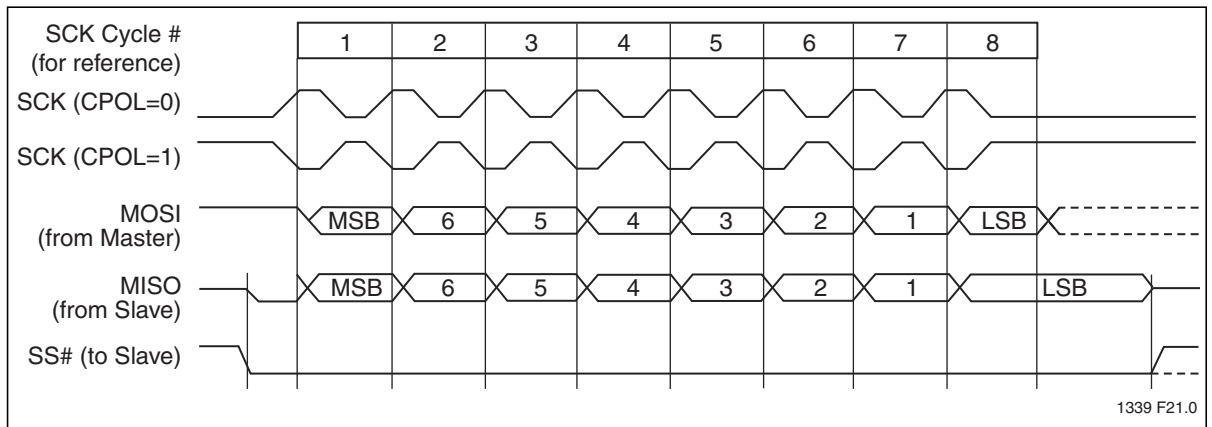 SCK Cycle #
(for reference)
1 2 3 4 5 6 7 8
SCK (CPOL=0)
SCK (CPOL=1)
MOSI
(from Master)
MSB 6 5 4 3 2 1 LSB
MISO
(from Slave)
MSB 6 5 4 3 2 1 LSB
SS# (to Slave)
1339 F21.0